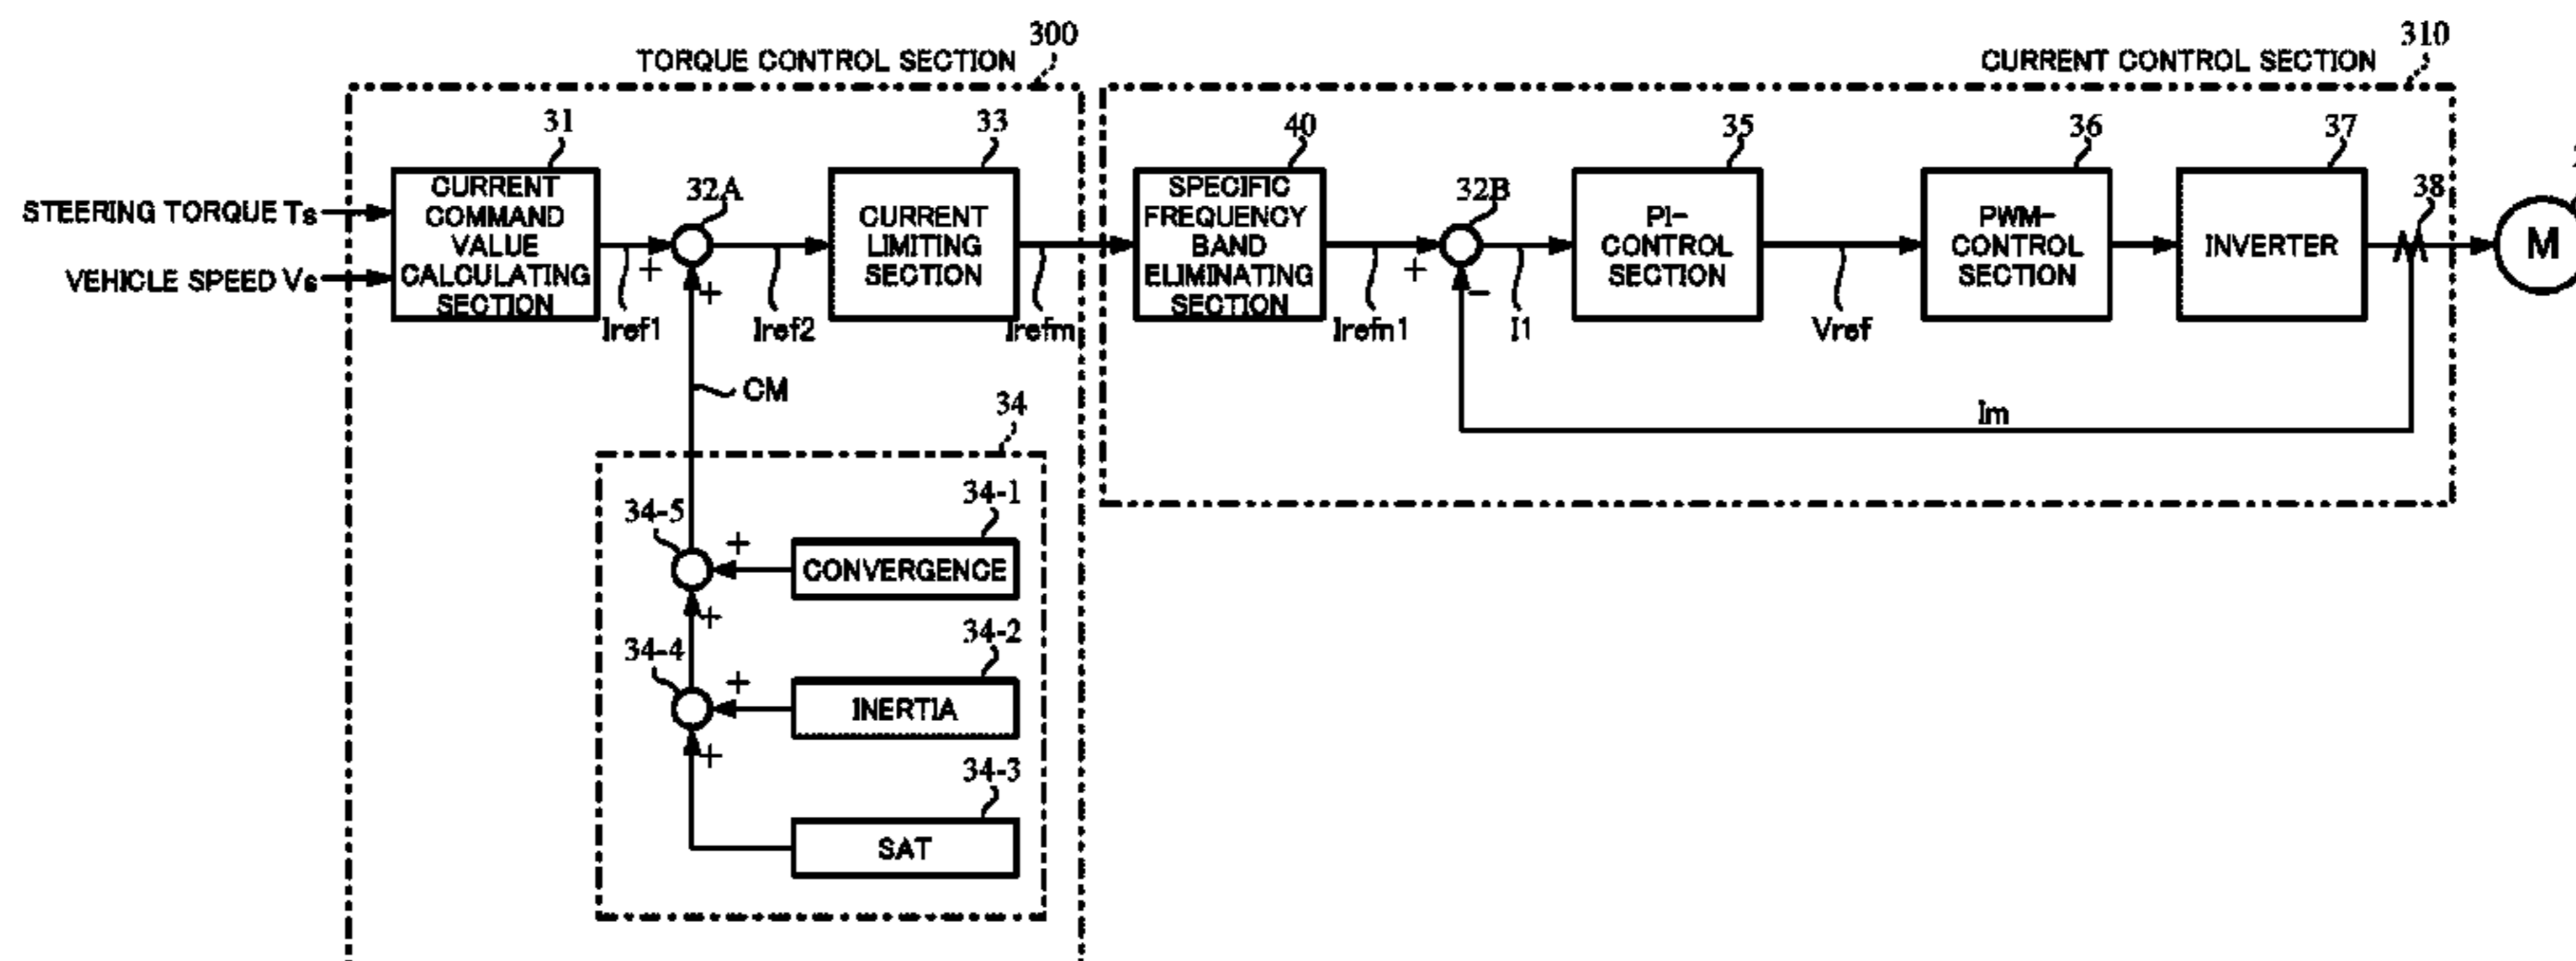 300
TORQUE CONTROL SECTION
310
CURRENT CONTROL SECTION
31
33
40
35
36
37
STEERING TORQUE Ts
VEHICLE SPEED Vs
CURRENT
COMMAND
VALUE
CALCULATING
SECTION
32A
+
+
Iref1
Iref2
CURRENT
LIMITING
SECTION
Irefm
SPECIFIC
FREQUENCY
BAND
ELIMINATING
SECTION
32B
+
-
Irefn1
I1
PI-
CONTROL
SECTION
Vref
PWM-
CONTROL
SECTION
INVERTER
38
M
Im
CM
34
34-1
34-5
+
CONVERGENCE
+
34-2
34-4
+
INERTIA
+
34-3
SAT